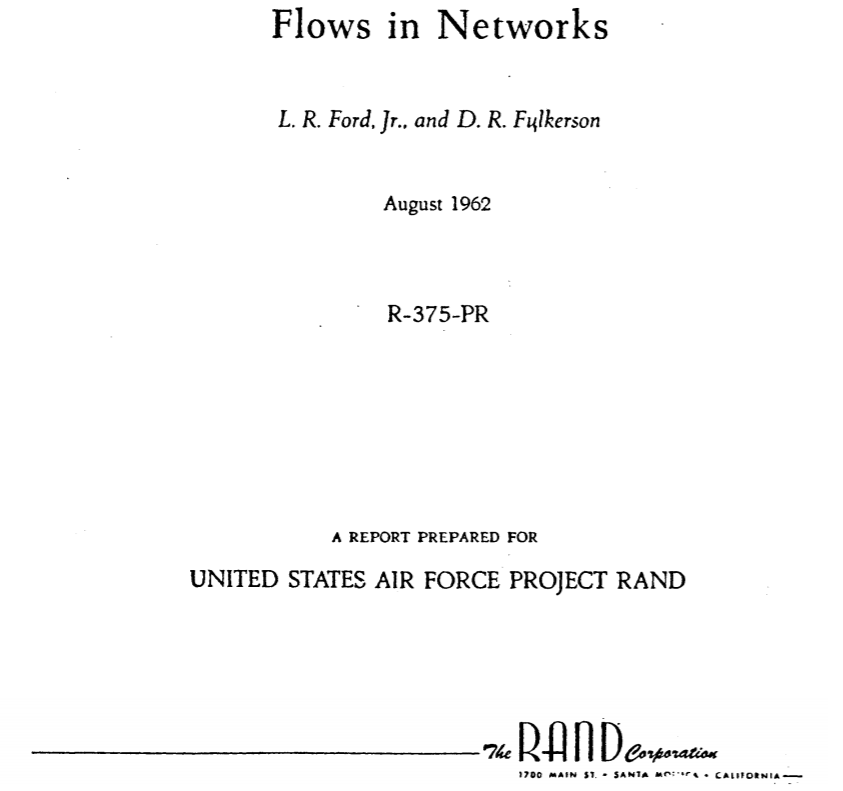 Flows in Networks
L. R. Ford, Jr., and D. R. Fulkerson
August 1962
R-375-PR
A REPORT PREPARED FOR
UNITED STATES AIR FORCE PROJECT RAND
The RAND Corporation
1700 MAIN ST. • SANTA MONICA • CALIFORNIA